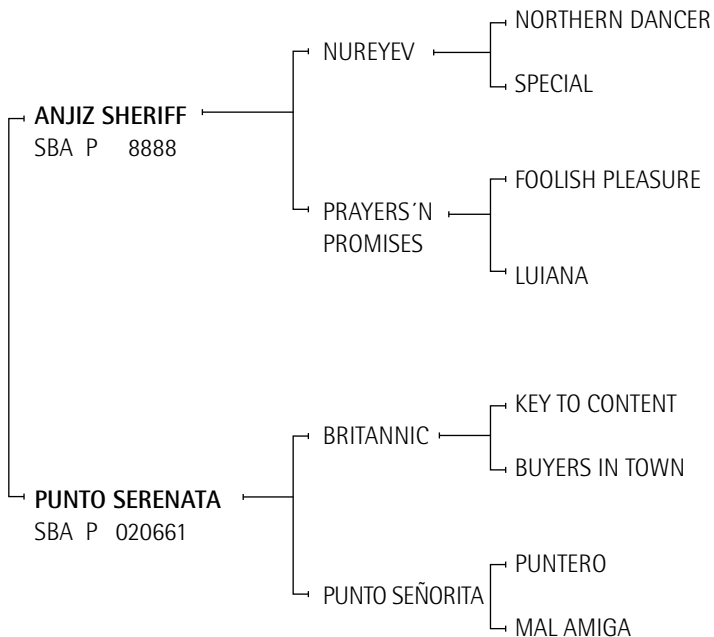 NORTHERN DANCER
NUREYEV
SPECIAL
ANJIZ SHERIFF
SBA P 8888
FOOLISH PLEASURE
PRAYERS´N
PROMISES
LUIANA
KEY TO CONTENT
BRITANNIC
BUYERS IN TOWN
PUNTO SERENATA
SBA P 020661
PUNTERO
PUNTO SEÑORITA
MAL AMIGA